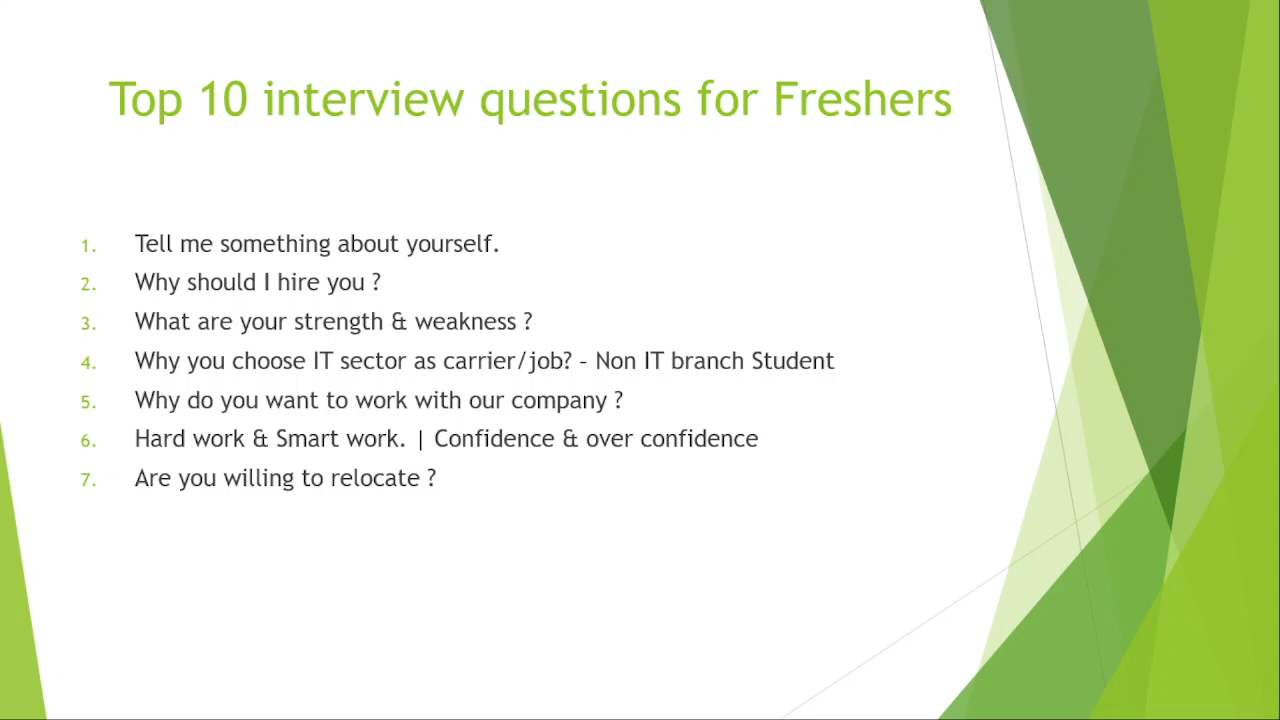 Top 10 interview questions for Freshers
1. Tell me something about yourself.
2. Why should I hire you ?
3. What are your strength & weakness ?
4. Why you choose IT sector as carrier/job? – Non IT branch Student
5. Why do you want to work with our company ?
6. Hard work & Smart work. | Confidence & over confidence
7. Are you willing to relocate ?